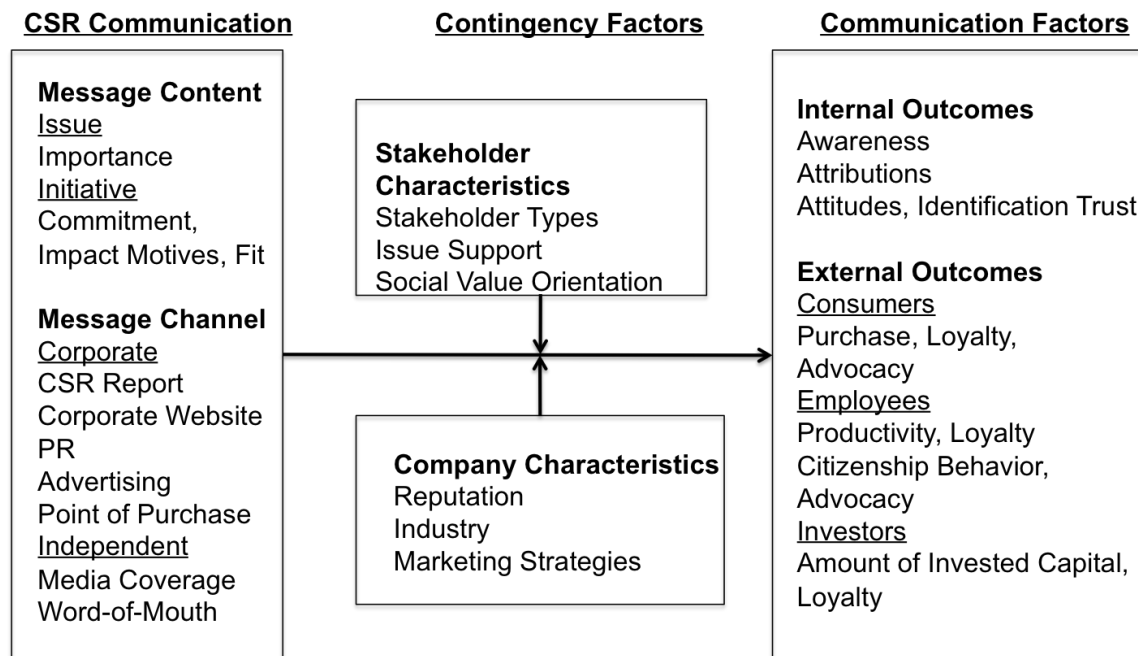 CSR Communication
Message Content
Issue
Importance
Initiative
Commitment,
Impact Motives, Fit
Message Channel
Corporate
CSR Report
Corporate Website
PR
Advertising
Point of Purchase
Independent
Media Coverage
Word-of-Mouth
Contingency Factors
Stakeholder
Characteristics
Stakeholder Types
Issue Support
Social Value Orientation
Company Characteristics
Reputation
Industry
Marketing Strategies
Communication Factors
Internal Outcomes
Awareness
Attributions
Attitudes, Identification Trust
External Outcomes
Consumers
Purchase, Loyalty,
Advocacy
Employees
Productivity, Loyalty
Citizenship Behavior,
Advocacy
Investors
Amount of Invested Capital,
Loyalty